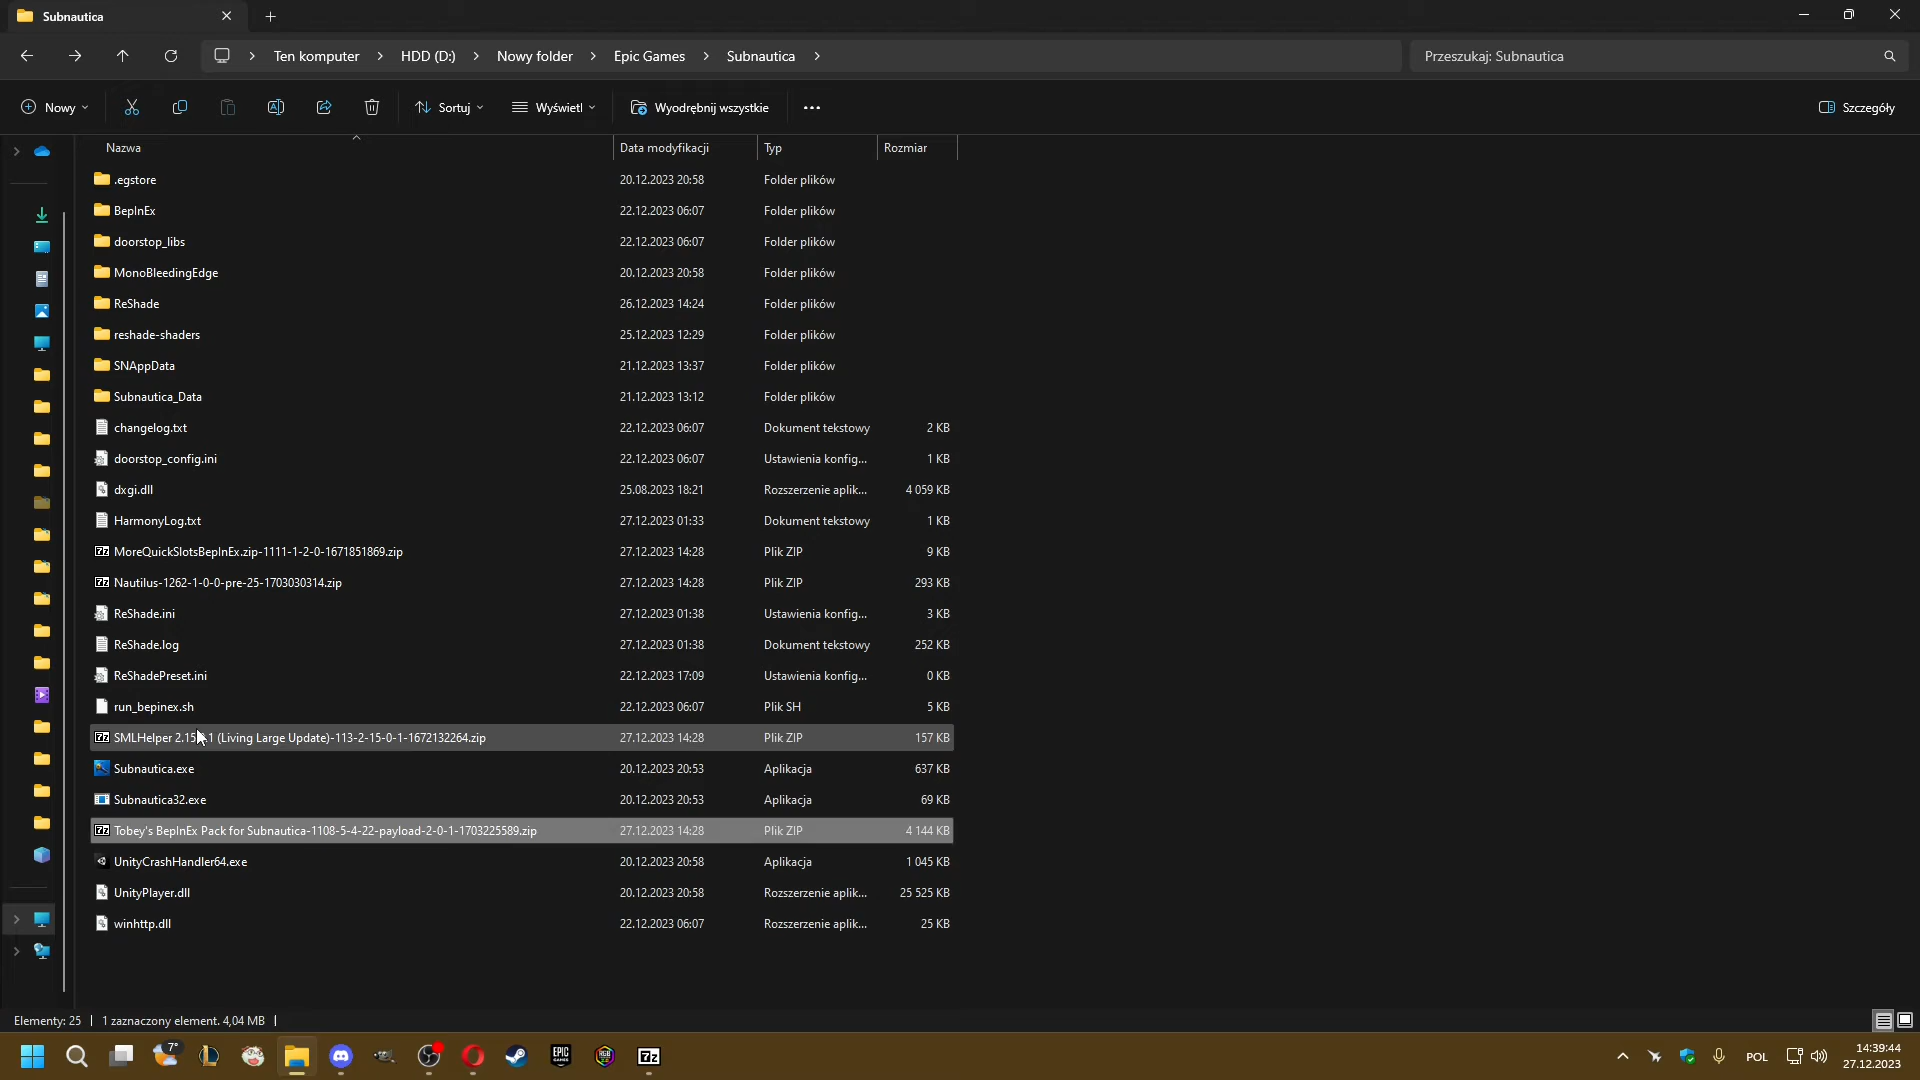 Subnautica
Ten komputer > HDD (D:) > Nowy folder > Epic Games > Subnautica >
Przeszukaj: Subnautica
Nowy
Sortuj
Wyświetl
Wyodrębnij wszystkie
Szczegóły
Nazwa Data modyfikacji Typ Rozmiar
.egstore 20.12.2023 20:58 Folder plików
BepInEx 22.12.2023 06:07 Folder plików
doorstop_libs 22.12.2023 06:07 Folder plików
MonoBleedingEdge 20.12.2023 20:58 Folder plików
ReShade 26.12.2023 14:24 Folder plików
reshade-shaders 25.12.2023 12:29 Folder plików
SNAppData 21.12.2023 13:37 Folder plików
Subnautica_Data 21.12.2023 13:12 Folder plików
changelog.txt 22.12.2023 06:07 Dokument tekstowy 2 KB
doorstop_config.ini 22.12.2023 06:07 Ustawienia konfig... 1 KB
dxgi.dll 25.08.2023 18:21 Rozszerzenie aplik... 4 059 KB
HarmonyLog.txt 27.12.2023 01:33 Dokument tekstowy 1 KB
MoreQuickSlotsBepInEx.zip-1111-1-2-0-1671851869.zip 27.12.2023 14:28 Plik ZIP 9 KB
Nautilus-1262-1-0-0-pre-25-1703030314.zip 27.12.2023 14:28 Plik ZIP 293 KB
ReShade.ini 27.12.2023 01:38 Ustawienia konfig... 3 KB
ReShade.log 27.12.2023 01:38 Dokument tekstowy 252 KB
ReShadePreset.ini 22.12.2023 17:09 Ustawienia konfig... 0 KB
run_bepinex.sh 22.12.2023 06:07 Plik SH 5 KB
SMLHelper (Living Large Update)-113-2-15-0-1-1672132264.zip 27.12.2023 14:28 Plik ZIP 157 KB
Subnautica.exe 20.12.2023 20:53 Aplikacja 637 KB
Subnautica32.exe 20.12.2023 20:53 Aplikacja 69 KB
Tobey's BepInEx Pack for Subnautica-1108-5-4-22-payload-2-0-1-1703225589.zip 27.12.2023 14:28 Plik ZIP 4 144 KB
UnityCrashHandler64.exe 20.12.2023 20:58 Aplikacja 1 045 KB
UnityPlayer.dll 20.12.2023 20:58 Rozszerzenie aplik... 25 525 KB
winhttp.dll 22.12.2023 06:07 Rozszerzenie aplik... 25 KB
Elementy: 25 | 1 zaznaczony element. 4,04 MB |
7°
EPIC GAMES
7z
POL
14:39:44
27.12.2023